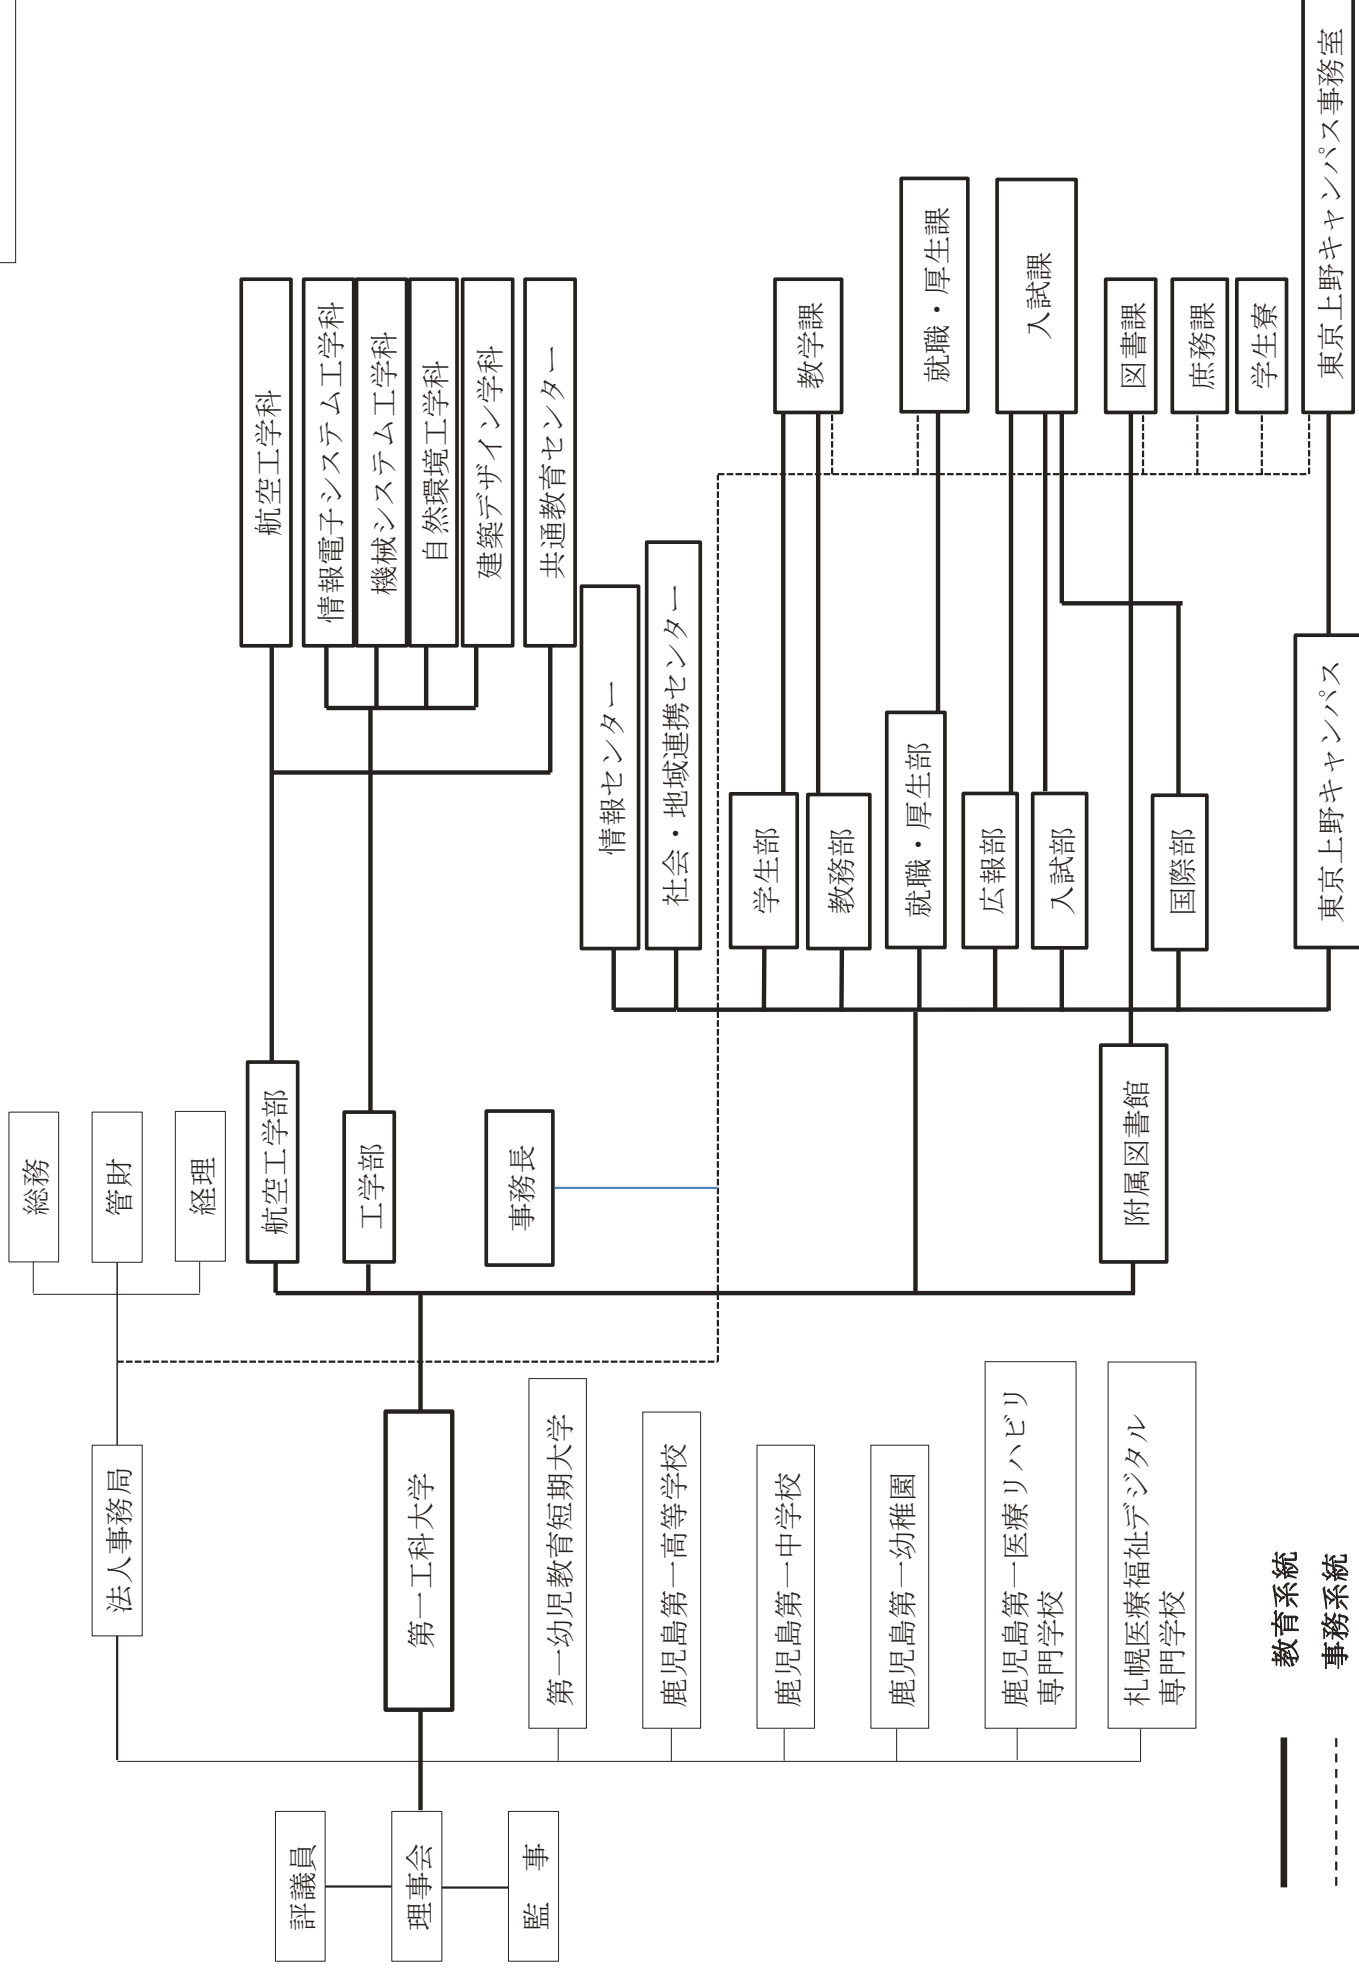 評議員
理事会
監　事
法人事務局
総務
管財
経理
第一工科大学
第一幼児教育短期大学
鹿児島第一高等学校
鹿児島第一中学校
鹿児島第一幼稚園
鹿児島第一医療リハビリ
専門学校
札幌医療福祉デジタル
専門学校
航空工学部
工学部
事務長
附属図書館
航空工学科
情報電子システム工学科
機械システム工学科
自然環境工学科
建築デザイン学科
共通教育センター
情報センター
社会・地域連携センター
学生部
教務部
就職・厚生部
広報部
入試部
国際部
東京上野キャンパス
教学課
就職・厚生課
入試課
図書課
庶務課
学生寮
東京上野キャンパス事務室
教育系統
事務系統